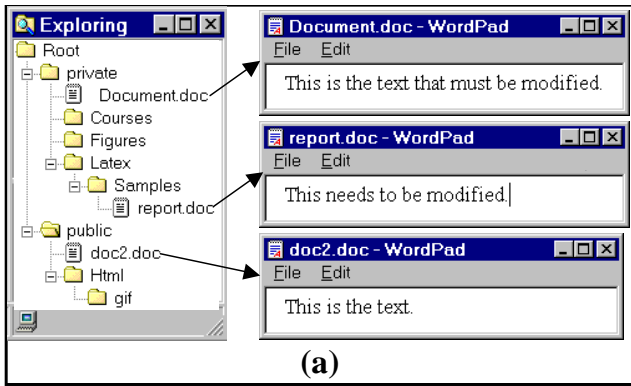 Exploring
Root
private
Document.doc
Courses
Figures
Latex
Samples
report.doc
public
doc2.doc
Html
gif
Document.doc - WordPad
File Edit
This is the text that must be modified.
report.doc - WordPad
File Edit
This needs to be modified.
doc2.doc - WordPad
File Edit
This is the text.
(a)